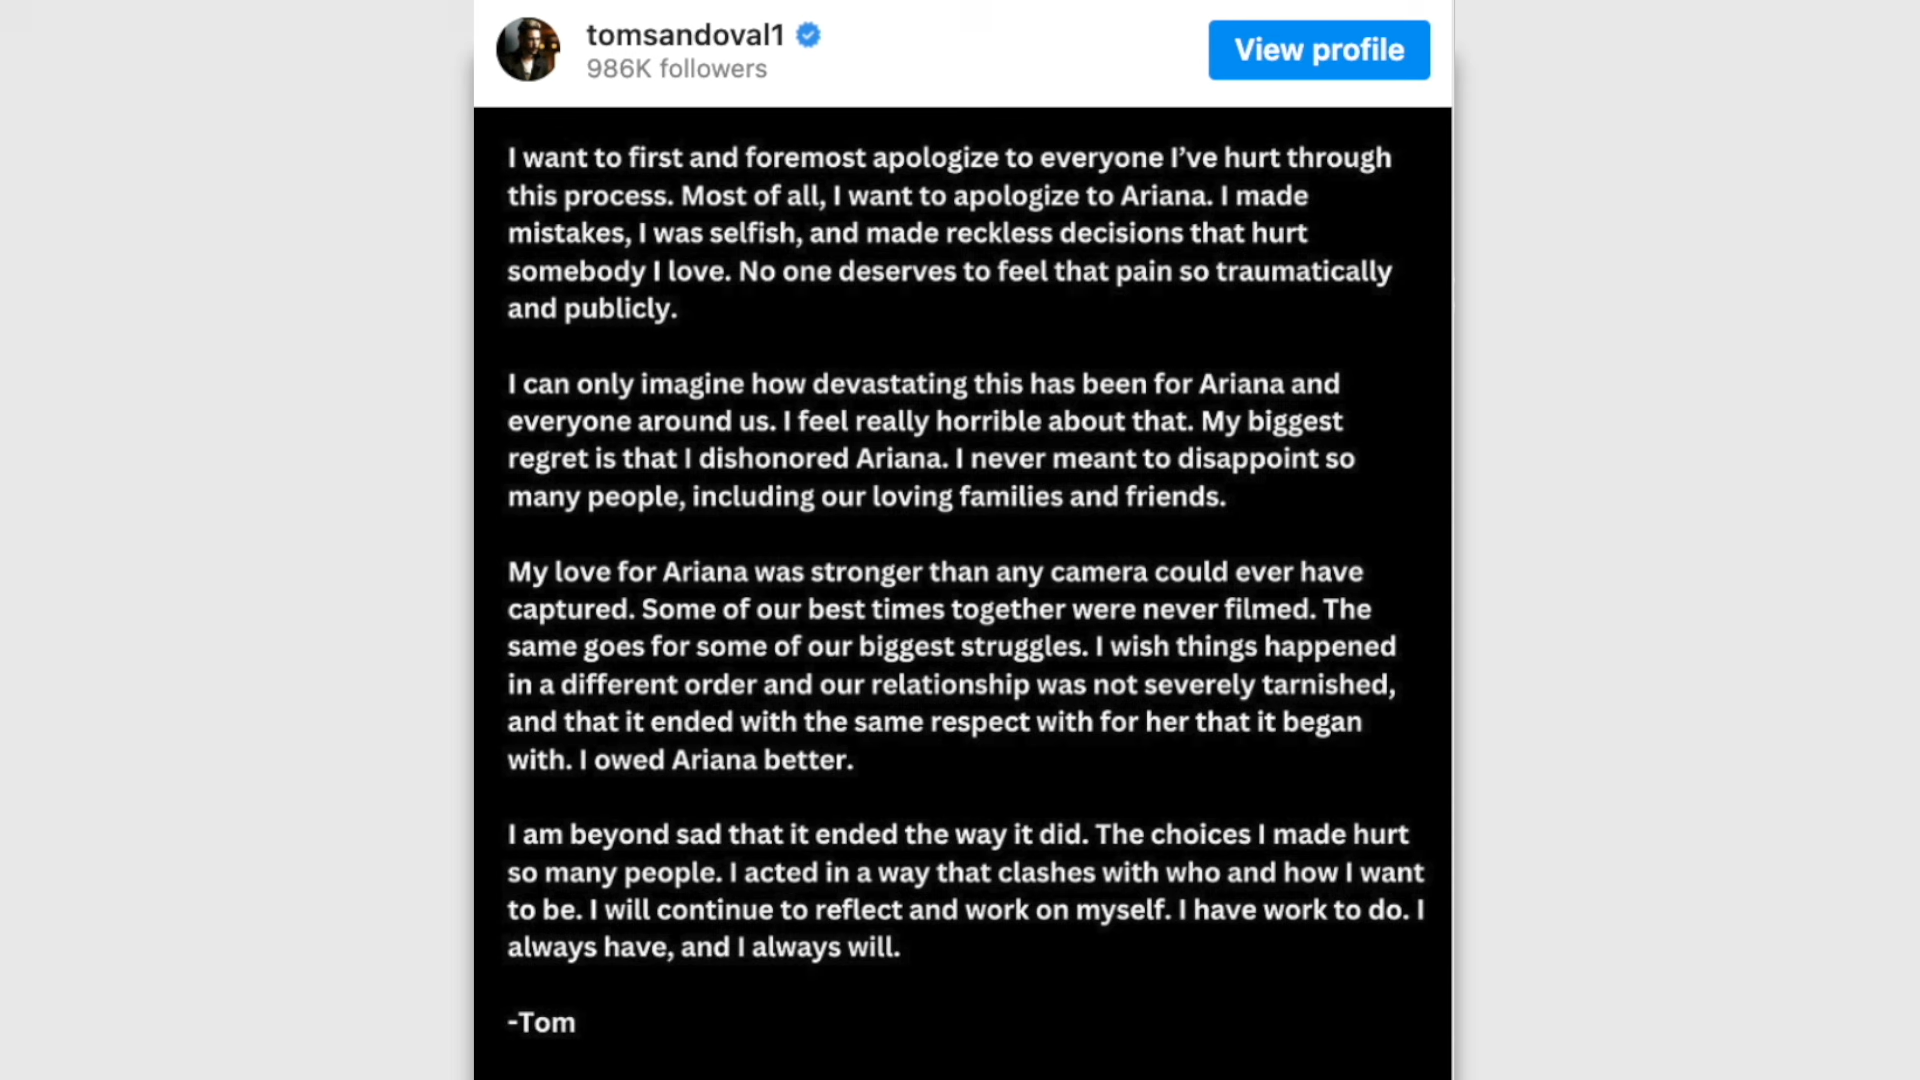 tomsandoval1
986K followers
View profile
I want to first and foremost apologize to everyone I’ve hurt through
this process. Most of all, I want to apologize to Ariana. I made
mistakes, I was selfish, and made reckless decisions that hurt
somebody I love. No one deserves to feel that pain so traumatically
and publicly.
I can only imagine how devastating this has been for Ariana and
everyone around us. I feel really horrible about that. My biggest
regret is that I dishonored Ariana. I never meant to disappoint so
many people, including our loving families and friends.
My love for Ariana was stronger than any camera could ever have
captured. Some of our best times together were never filmed. The
same goes for some of our biggest struggles. I wish things happened
in a different order and our relationship was not severely tarnished,
and that it ended with the same respect with for her that it began
with. I owed Ariana better.
I am beyond sad that it ended the way it did. The choices I made hurt
so many people. I acted in a way that clashes with who and how I want
to be. I will continue to reflect and work on myself. I have work to do. I
always have, and I always will.
-Tom